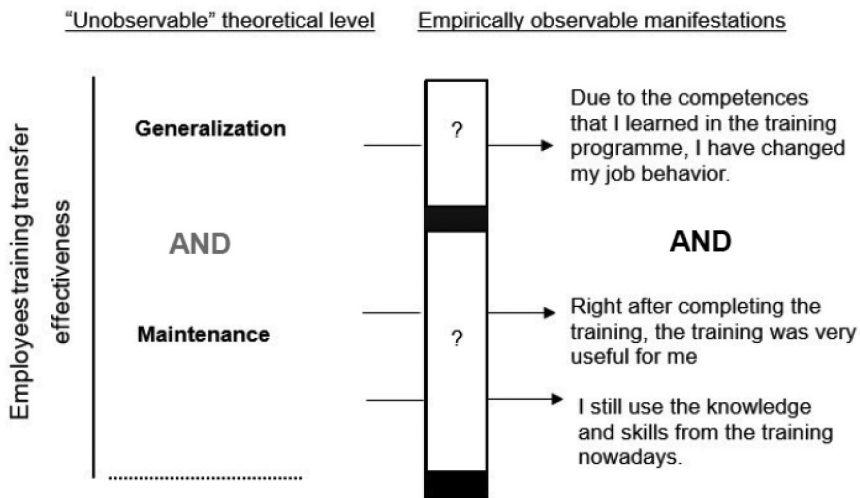 “Unobservable” theoretical level
Empirically observable manifestations
Employees training transfer
effectiveness
Generalization
?
Due to the competences
that I learned in the training
programme, I have changed
my job behavior.
AND
AND
Maintenance
?
Right after completing the
training, the training was very
useful for me
I still use the knowledge
and skills from the training
nowadays.